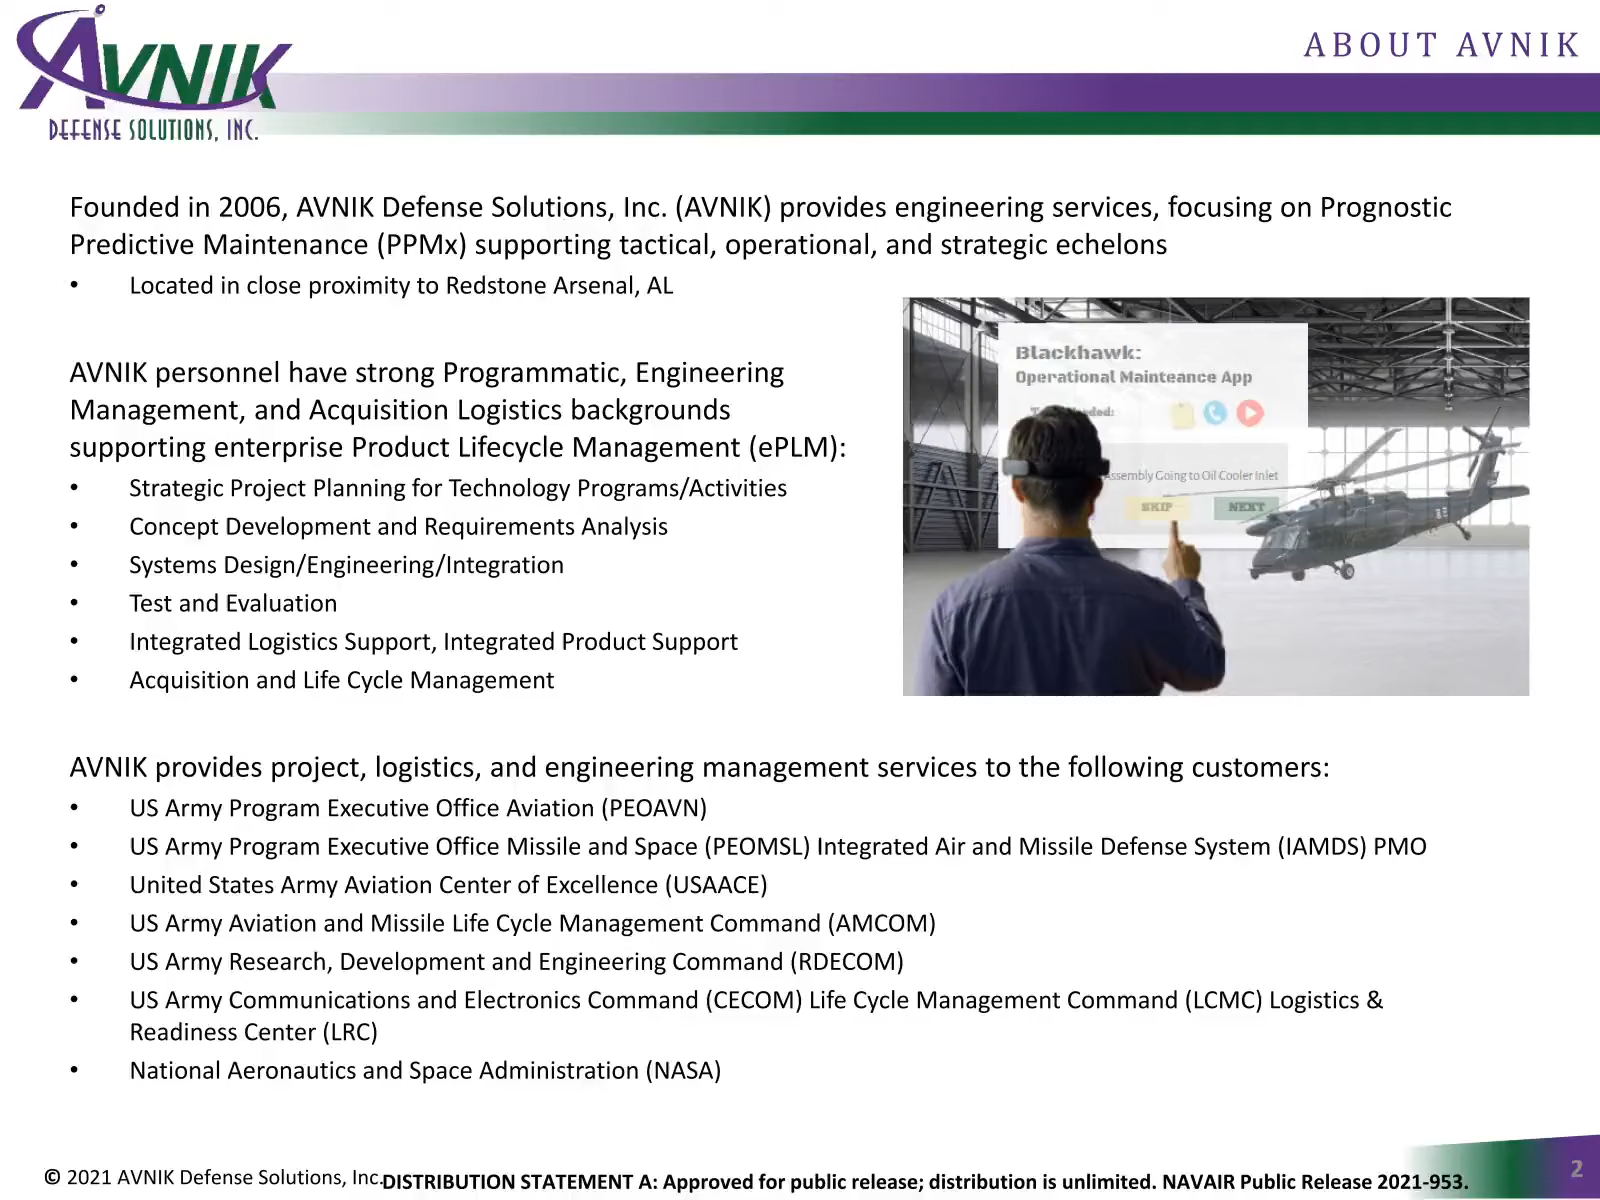 AVNIK
DEFENSE SOLUTIONS, INC.
ABOUT AVNIK
Founded in 2006, AVNIK Defense Solutions, Inc. (AVNIK) provides engineering services, focusing on Prognostic
Predictive Maintenance (PPMx) supporting tactical, operational, and strategic echelons
• Located in close proximity to Redstone Arsenal, AL
AVNIK personnel have strong Programmatic, Engineering
Management, and Acquisition Logistics backgrounds
supporting enterprise Product Lifecycle Management (ePLM):
• Strategic Project Planning for Technology Programs/Activities
• Concept Development and Requirements Analysis
• Systems Design/Engineering/Integration
• Test and Evaluation
• Integrated Logistics Support, Integrated Product Support
• Acquisition and Life Cycle Management
Blackhawk:
Operational Mainteance App
Assembly Going to Oil Cooler Inlet
SKIP NEXT
AVNIK provides project, logistics, and engineering management services to the following customers:
• US Army Program Executive Office Aviation (PEOAVN)
• US Army Program Executive Office Missile and Space (PEOMSL) Integrated Air and Missile Defense System (IAMDS) PMO
• United States Army Aviation Center of Excellence (USAACE)
• US Army Aviation and Missile Life Cycle Management Command (AMCOM)
• US Army Research, Development and Engineering Command (RDECOM)
• US Army Communications and Electronics Command (CECOM) Life Cycle Management Command (LCMC) Logistics &
Readiness Center (LRC)
• National Aeronautics and Space Administration (NASA)
© 2021 AVNIK Defense Solutions, Inc.
DISTRIBUTION STATEMENT A: Approved for public release; distribution is unlimited. NAVAIR Public Release 2021-953.
2